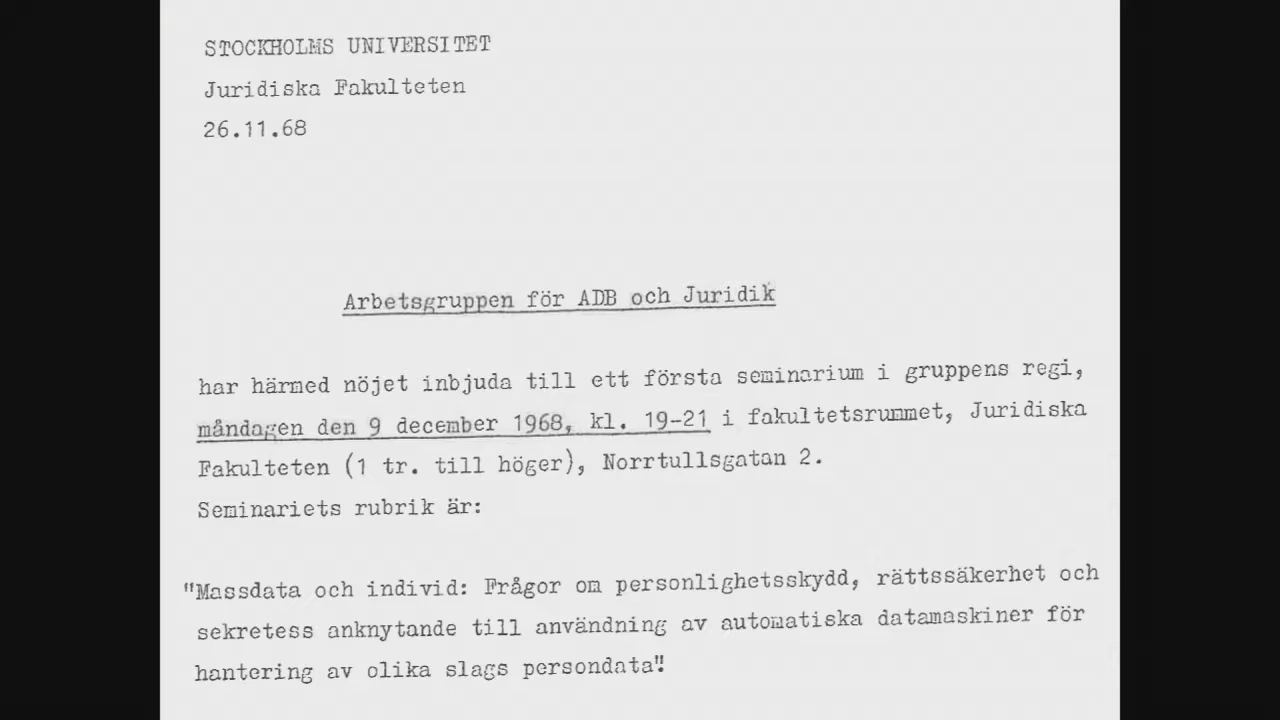 STOCKHOLMS UNIVERSITET
Juridiska Fakulteten
26.11.68
Arbetsgruppen för ADB och Juridik
har härmed nöjet inbjuda till ett första seminarium i gruppens regi,
måndagen den 9 december 1968, kl. 19-21 i fakultetsrummet, Juridiska
Fakulteten (1 tr. till höger), Norrtullsgatan 2.
Seminariets rubrik är:
"Massdata och individ: Frågor om personlighetsskydd, rättssäkerhet och
sekretess anknytande till användning av automatiska datamaskiner för
hantering av olika slags persondata".